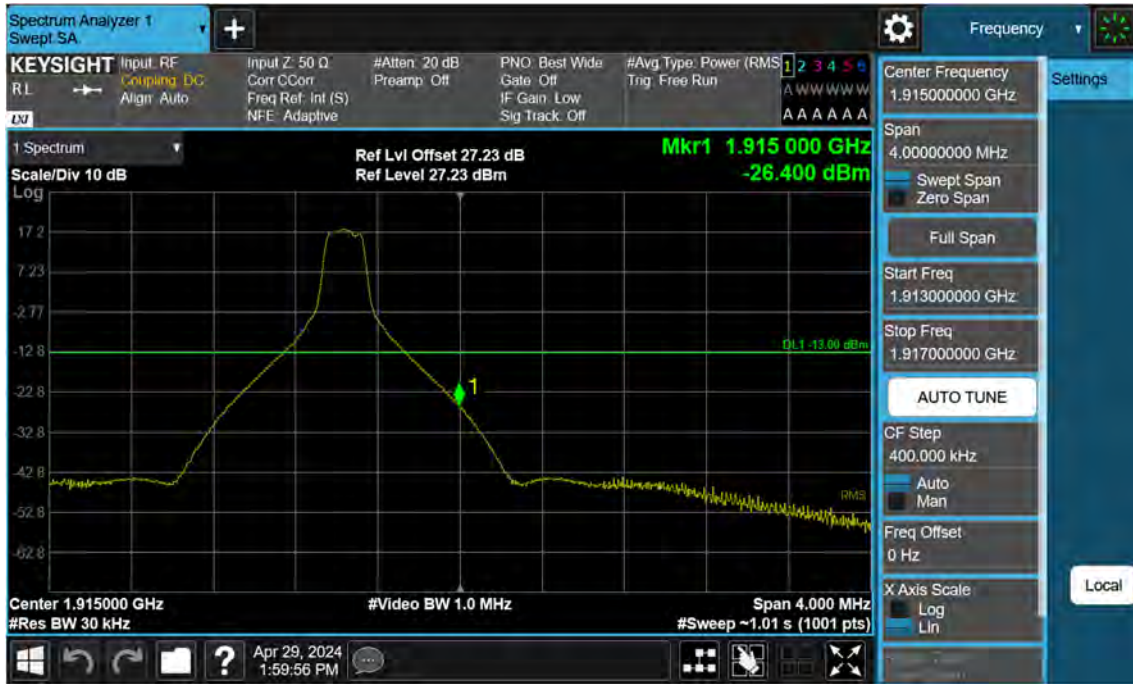 Spectrum Analyzer 1
Swept SA
+
Frequency
KEYSIGHT
RL
LXI
Input: RF
Coupling: DC
Align: Auto
Input Z: 50 Ω
Corr CCorr
Freq Ref: Int (S)
NFE: Adaptive
#Atten: 20 dB
Preamp: Off
PNO: Best Wide
Gate: Off
IF Gain: Low
Sig Track: Off
#Avg Type: Power (RMS
Trig: Free Run
1 2 3 4 5 6
A W W W W W
A A A A A A
1 Spectrum
Scale/Div 10 dB
Ref Lvl Offset 27.23 dB
Ref Level 27.23 dBm
Mkr1 1.915 000 GHz
-26.400 dBm
Log
17.2
7.23
-2.77
-12.8
-22.8
-32.8
-42.8
-52.8
-62.8
DL1 -13.00 dBm
1
RMS
Center 1.915000 GHz
#Video BW 1.0 MHz
Span 4.000 MHz
#Res BW 30 kHz
#Sweep ~1.01 s (1001 pts)
Center Frequency
1.915000000 GHz
Settings
Span
4.00000000 MHz
Swept Span
Zero Span
Full Span
Start Freq
1.913000000 GHz
Stop Freq
1.917000000 GHz
AUTO TUNE
CF Step
400.000 kHz
Auto
Man
Freq Offset
0 Hz
X Axis Scale
Log
Lin
Local
?
Apr 29, 2024
1:59:56 PM